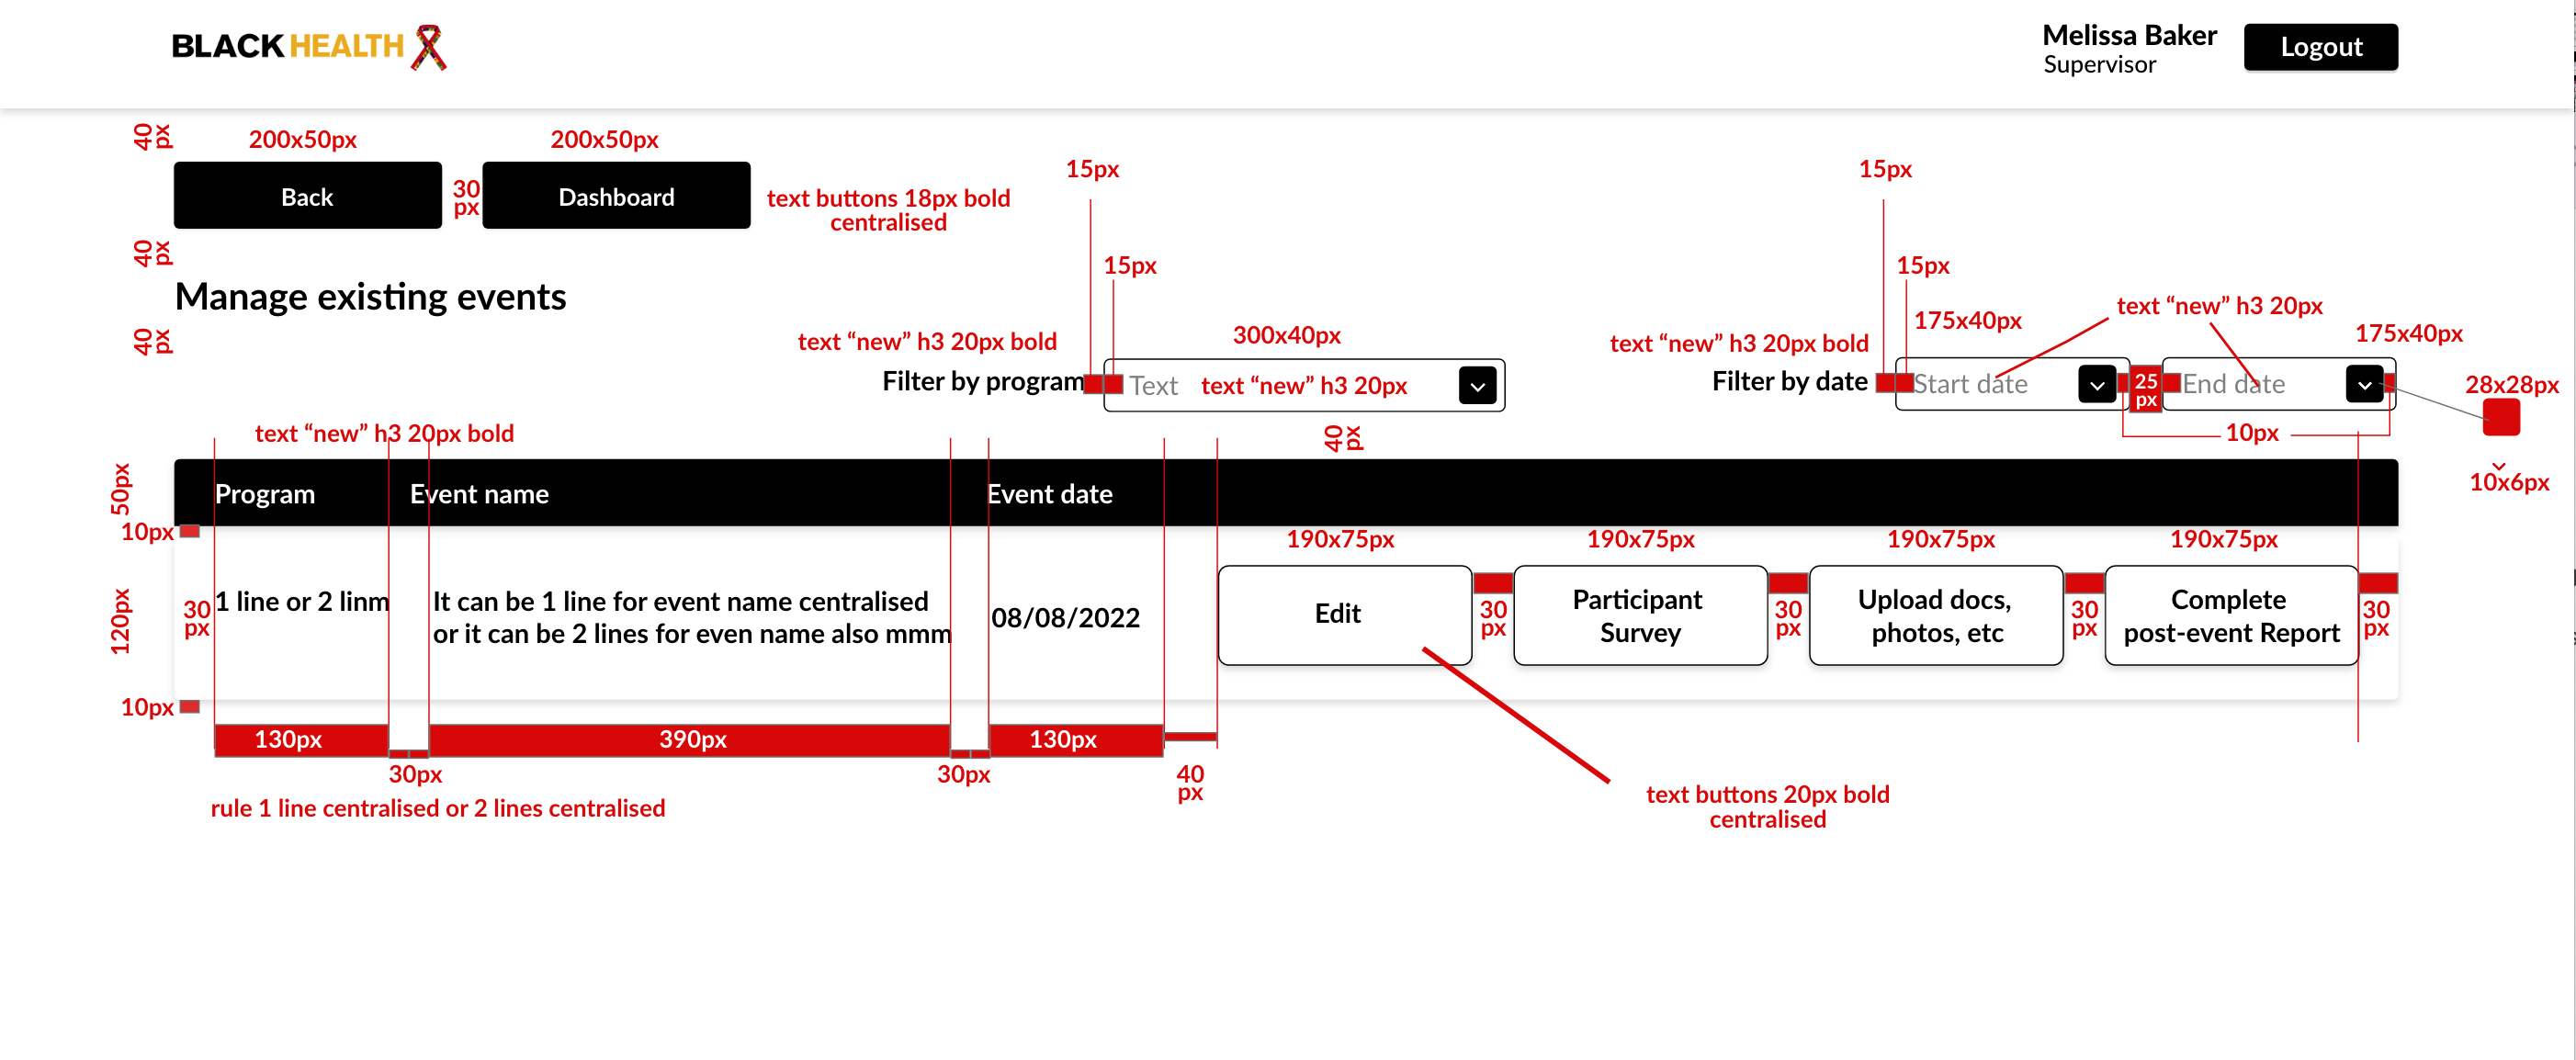 BLACK HEALTH
Melissa Baker
Supervisor
Logout
40
px
200x50px
200x50px
Back
30
px
Dashboard
text buttons 18px bold
centralised
15px
15px
15px
15px
40
px
Manage existing events
40
px
text “new” h3 20px bold
300x40px
text “new” h3 20px bold
175x40px
text “new” h3 20px
175x40px
Filter by program
Text
text “new” h3 20px
Filter by date
Start date
25
px
End date
28x28px
10px
10x6px
text “new” h3 20px bold
40
px
50px
Program
Event name
Event date
10px
190x75px
190x75px
190x75px
190x75px
120px
30
px
1 line or 2 linm
It can be 1 line for event name centralised
or it can be 2 lines for even name also mmm
08/08/2022
Edit
30
px
Participant
Survey
30
px
Upload docs,
photos, etc
30
px
Complete
post-event Report
30
px
10px
130px
390px
130px
30px
30px
40
px
rule 1 line centralised or 2 lines centralised
text buttons 20px bold
centralised